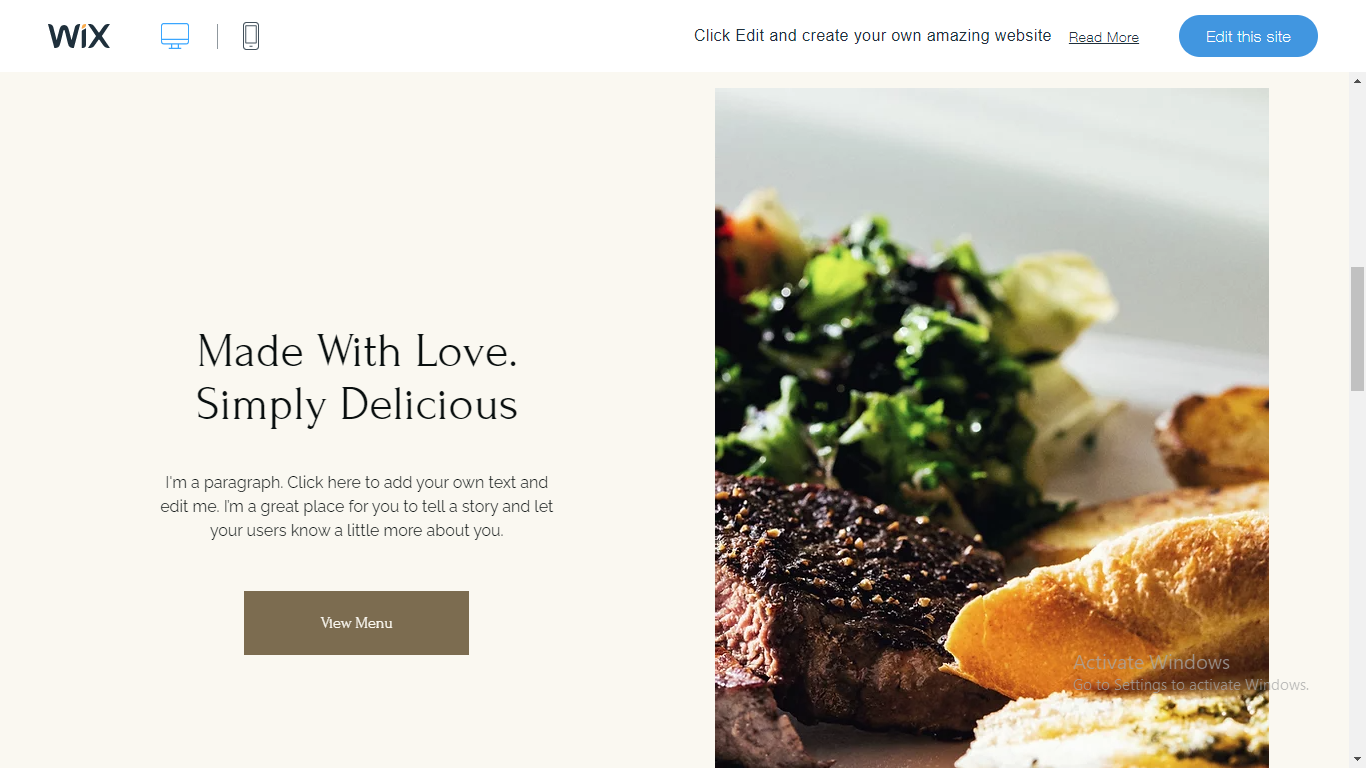 WiX
Click Edit and create your own amazing website Read More Edit this site
Made With Love.
Simply Delicious
I'm a paragraph. Click here to add your own text and
edit me. I'm a great place for you to tell a story and let
your users know a little more about you.
View Menu
Activate Windows
Go to Settings to activate Windows.